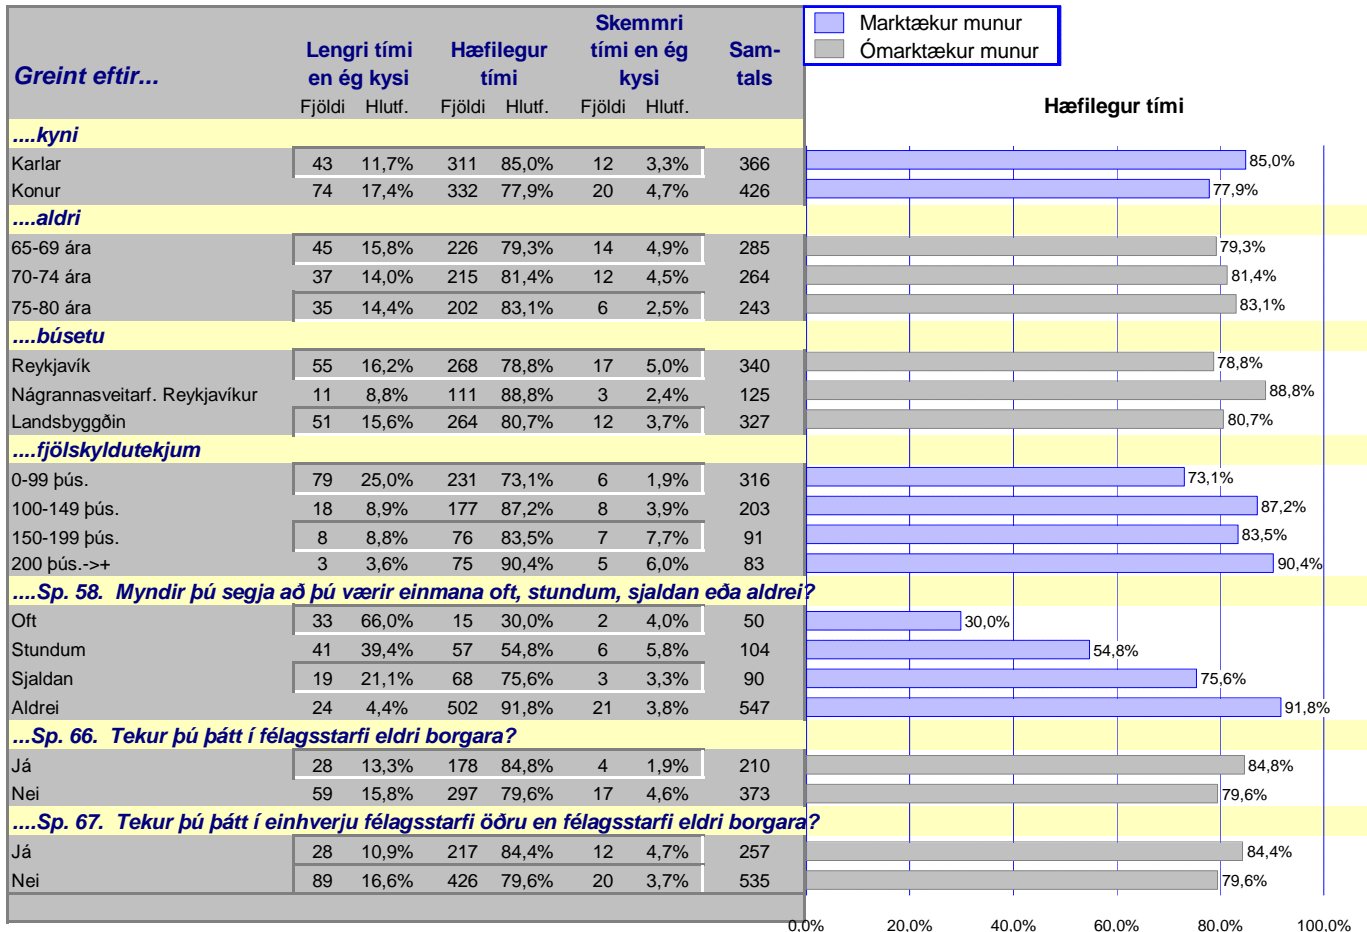 Marktækur munur
Ómarktækur munur
Greint eftir...
Lengri tími en ég kysi
Hæfilegur tími
Skemmri tími en ég kysi
Sam-tals
Fjöldi Hlutf. Fjöldi Hlutf. Fjöldi Hlutf.
Hæfilegur tími
....kyni
Karlar 43 11,7% 311 85,0% 12 3,3% 366 85,0%
Konur 74 17,4% 332 77,9% 20 4,7% 426 77,9%
....aldri
65-69 ára 45 15,8% 226 79,3% 14 4,9% 285 79,3%
70-74 ára 37 14,0% 215 81,4% 12 4,5% 264 81,4%
75-80 ára 35 14,4% 202 83,1% 6 2,5% 243 83,1%
....búsetu
Reykjavík 55 16,2% 268 78,8% 17 5,0% 340 78,8%
Nágrannasveitarf. Reykjavíkur 11 8,8% 111 88,8% 3 2,4% 125 88,8%
Landsbyggðin 51 15,6% 264 80,7% 12 3,7% 327 80,7%
....fjölskyldutekjum
0-99 þús. 79 25,0% 231 73,1% 6 1,9% 316 73,1%
100-149 þús. 18 8,9% 177 87,2% 8 3,9% 203 87,2%
150-199 þús. 8 8,8% 76 83,5% 7 7,7% 91 83,5%
200 þús.->+ 3 3,6% 75 90,4% 5 6,0% 83 90,4%
....Sp. 58. Myndir þú segja að þú værir einmana oft, stundum, sjaldan eða aldrei?
Oft 33 66,0% 15 30,0% 2 4,0% 50 30,0%
Stundum 41 39,4% 57 54,8% 6 5,8% 104 54,8%
Sjaldan 19 21,1% 68 75,6% 3 3,3% 90 75,6%
Aldrei 24 4,4% 502 91,8% 21 3,8% 547 91,8%
...Sp. 66. Tekur þú þátt í félagsstarfi eldri borgara?
Já 28 13,3% 178 84,8% 4 1,9% 210 84,8%
Nei 59 15,8% 297 79,6% 17 4,6% 373 79,6%
....Sp. 67. Tekur þú þátt í einhverju félagsstarfi öðru en félagsstarfi eldri borgara?
Já 28 10,9% 217 84,4% 12 4,7% 257 84,4%
Nei 89 16,6% 426 79,6% 20 3,7% 535 79,6%
0,0% 20,0% 40,0% 60,0% 80,0% 100,0%